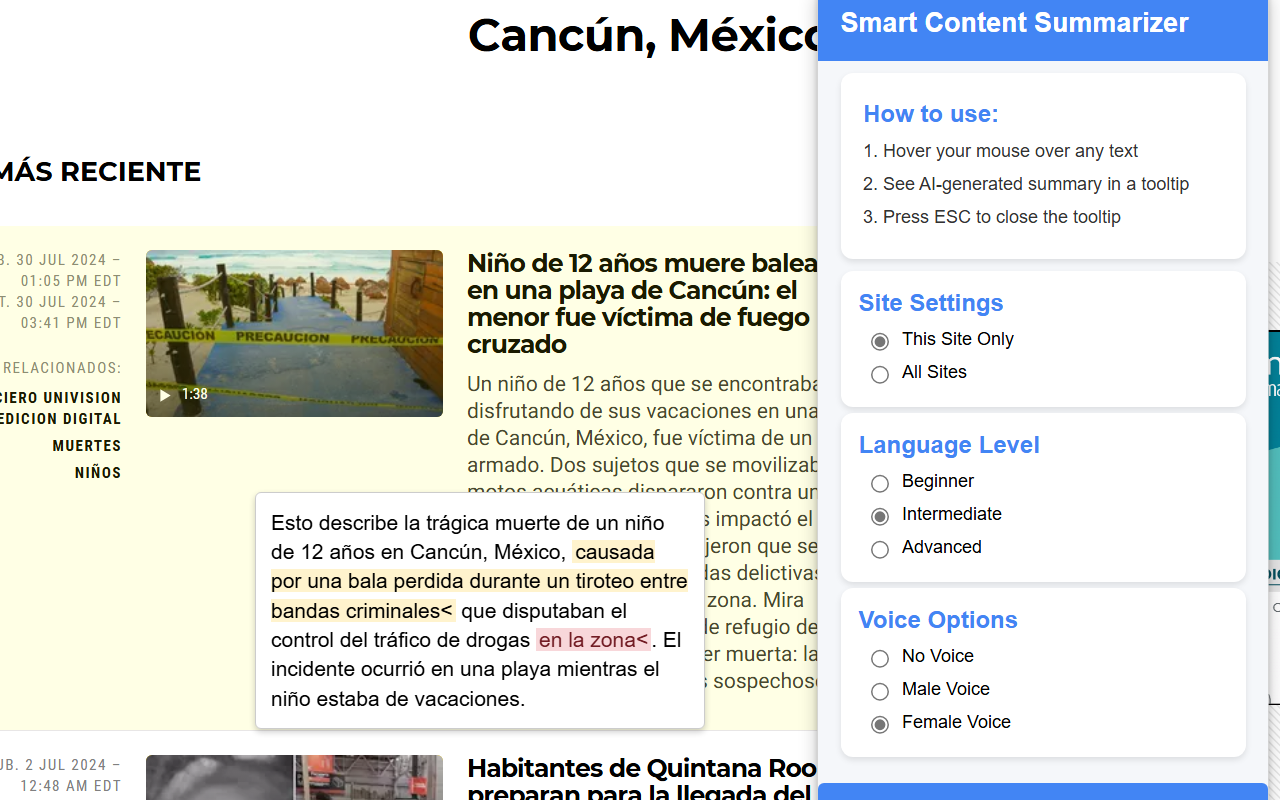 Cancún, Méxic
MÁS RECIENTE
30 JUL 2024 –
01:05 PM EDT
30 JUL 2024 –
03:41 PM EDT
RELACIONADOS:
UNIVISION
EDICION DIGITAL
MUERTES
NIÑOS
ECAUCIÓN PRECAUCIÓN PRECAUCIÓN
1:38
Niño de 12 años muere balea
en una playa de Cancún: el
menor fue víctima de fuego
cruzado
Un niño de 12 años que se encontraba
disfrutando de sus vacaciones en una
de Cancún, México, fue víctima de un
armado. Dos sujetos que se movilizab
motos acuáticas dispararon contra un
s impactó el
jeron que se
das delictivas
zona. Mira
de refugio de
er muerta: la
s sospechos
Esto describe la trágica muerte de un niño
de 12 años en Cancún, México, causada
por una bala perdida durante un tiroteo entre
bandas criminales< que disputaban el
control del tráfico de drogas en la zona<. El
incidente ocurrió en una playa mientras el
niño estaba de vacaciones.
2 JUL 2024 –
12:48 AM EDT
Habitantes de Quintana Roo
preparan para la llegada del
Smart Content Summarizer
How to use:
1. Hover your mouse over any text
2. See AI-generated summary in a tooltip
3. Press ESC to close the tooltip
Site Settings
This Site Only
All Sites
Language Level
Beginner
Intermediate
Advanced
Voice Options
No Voice
Male Voice
Female Voice